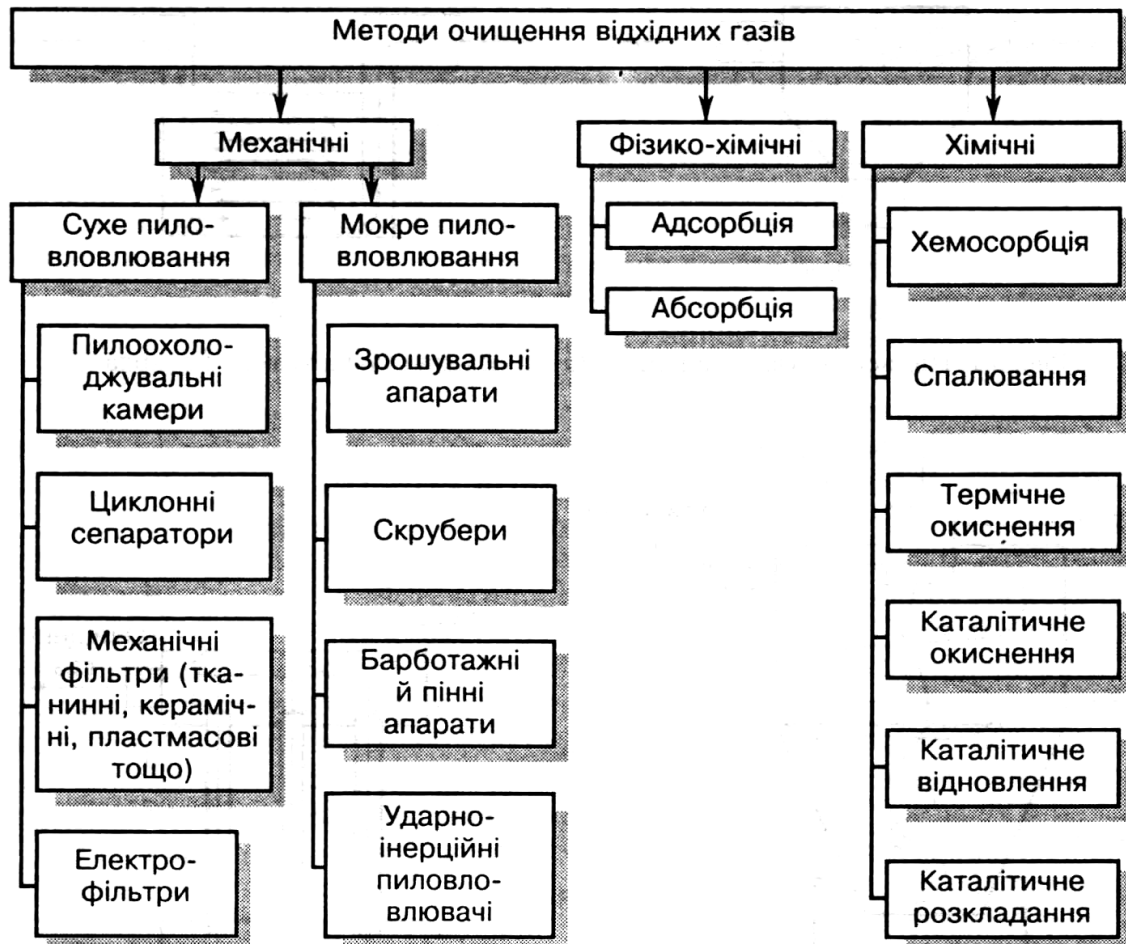 Методи очищення відхідних газів
Механічні
Фізико-хімічні
Хімічні
Сухе пило-
вловлювання
Мокре пило-
вловлювання
Адсорбція
Абсорбція
Хемосорбція
Спалювання
Термічне
окиснення
Каталітичне
окиснення
Каталітичне
відновлення
Каталітичне
розкладання
Пилоохоло-
джувальні
камери
Циклонні
сепаратори
Механічні
фільтри (тка-
нинні, кераміч-
ні, пластмасові
тощо)
Електро-
фільтри
Зрошувальні
апарати
Скрубери
Барботажні
й пінні
апарати
Ударно-
інерційні
пиловло-
влювачі